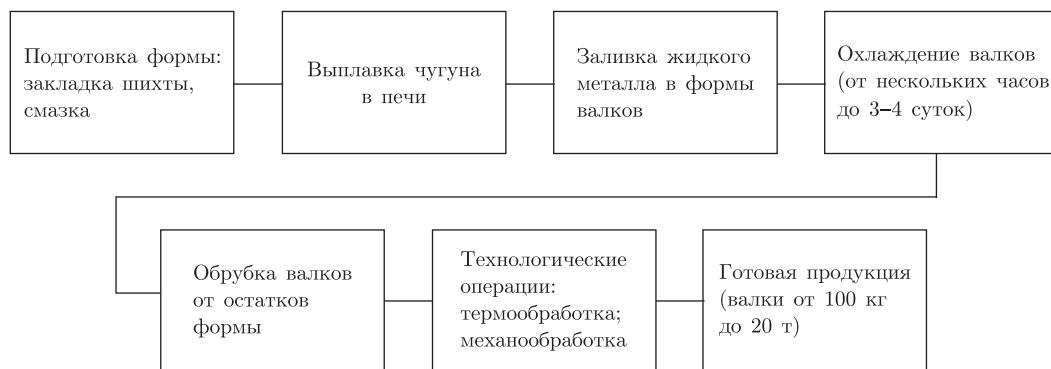 Подготовка формы:
закладка шихты,
смазка
Выплавка чугуна
в печи
Заливка жидкого
металла в формы
валков
Охлаждение валков
(от нескольких часов
до 3–4 суток)
Обрубка валков
от остатков
формы
Технологические
операции:
термообработка;
механообработка
Готовая продукция
(валки от 100 кг
до 20 т)